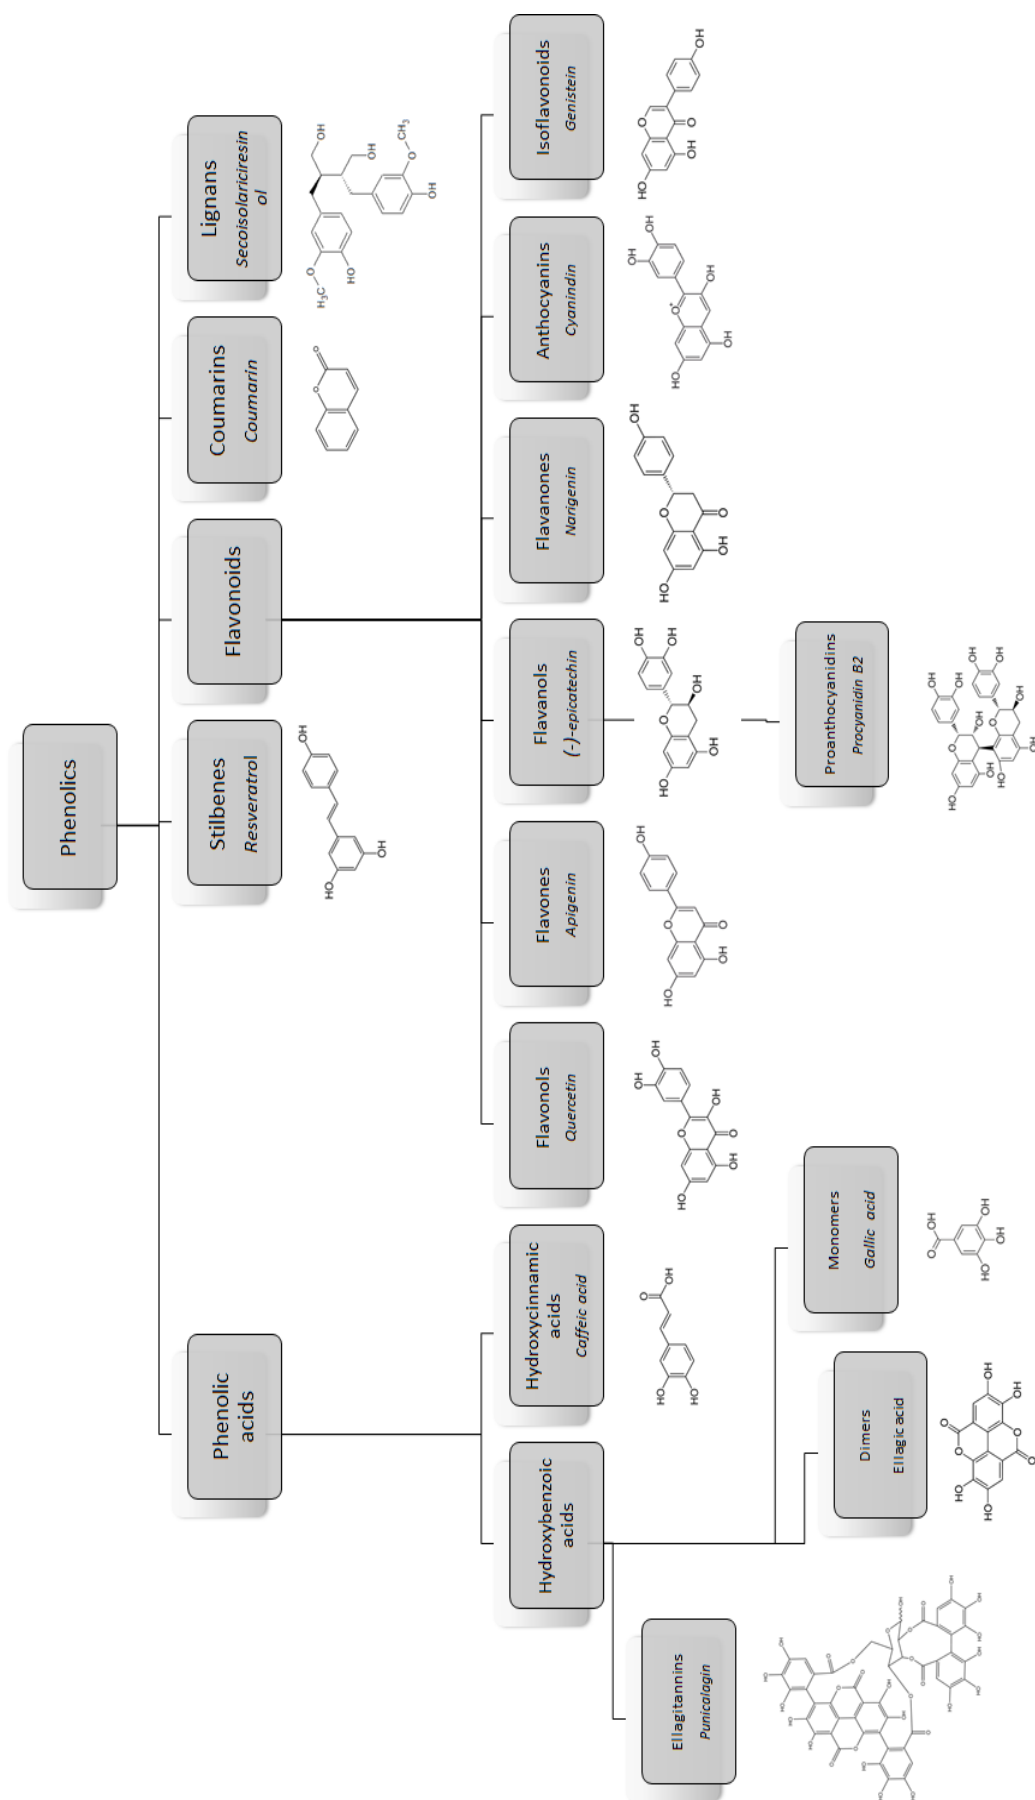 Phenolics
Phenolic
acids
Stilbenes
Resveratrol
Flavonoids
Coumarins
Coumarin
Lignans
Secoisolariciresin
ol
Hydroxybenzoic
acids
Hydroxycinnamic
acids
Caffeic acid
Flavonols
Quercetin
Flavones
Apigenin
Flavanols
(-)-epicatechin
Flavanones
Narigenin
Anthocyanins
Cyanindin
Isoflavonoids
Genistein
Ellagitannins
Punicalagin
Dimers
Ellagic acid
Monomers
Gallic acid
Proanthocyanidins
Procyanidin B2